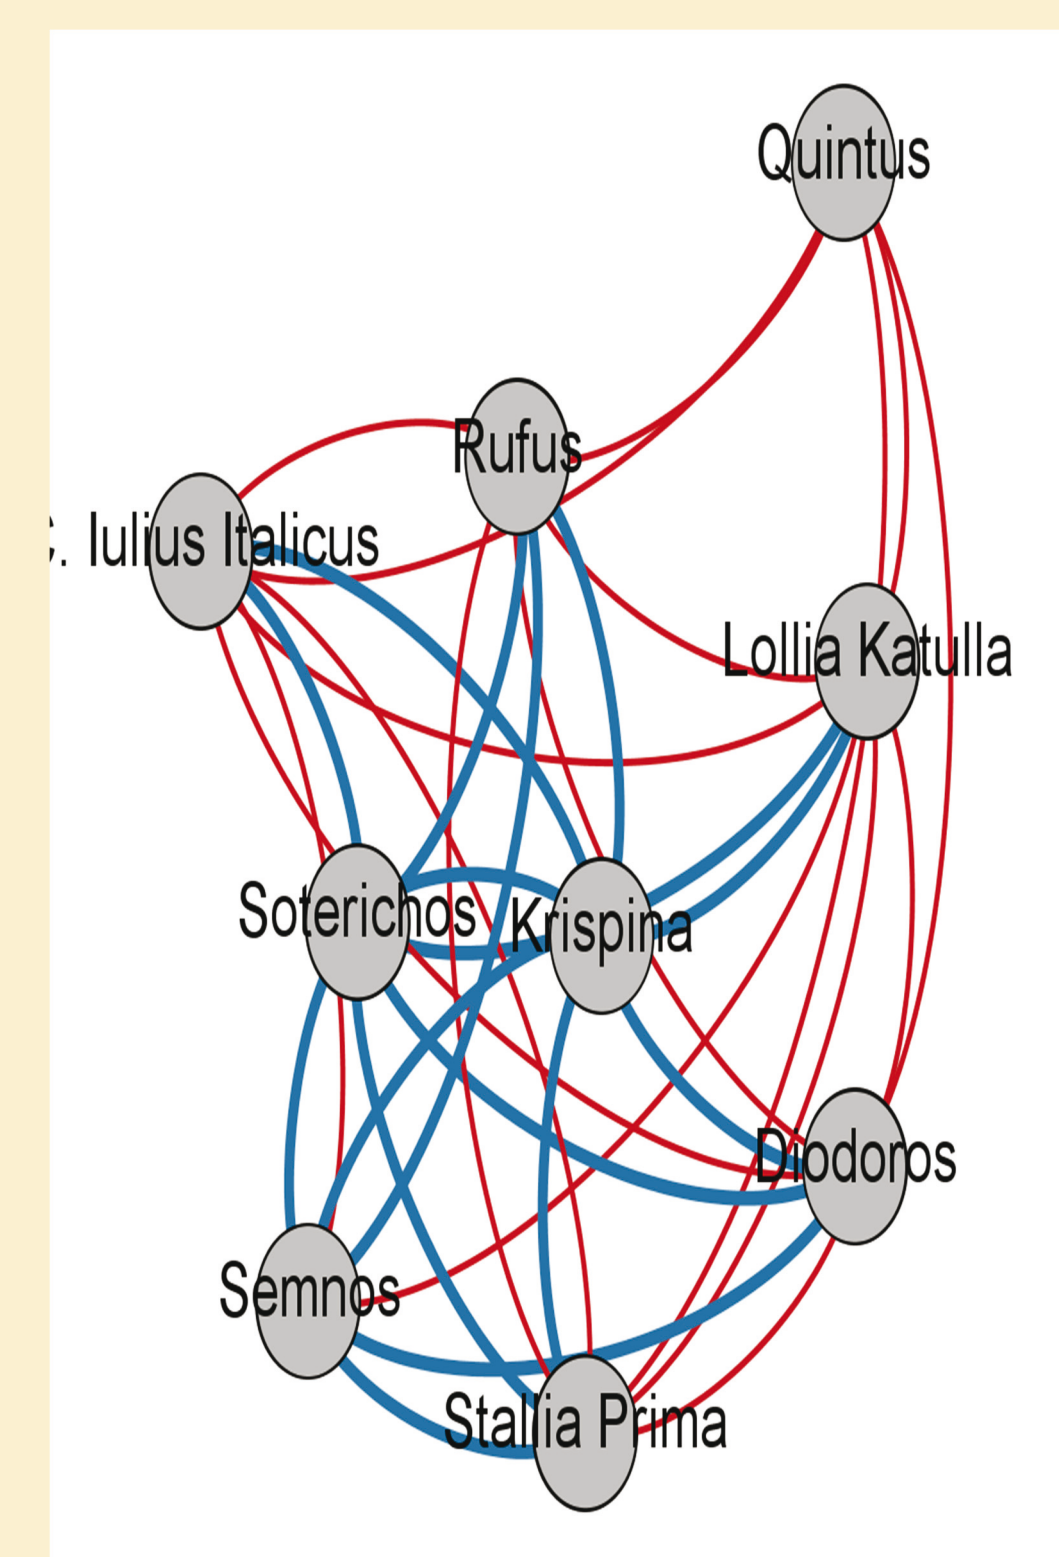 Quintus
Rufus
. Iulius Italicus
Lollia Katulla
Soterichos
Krispina
Diodoros
Semnos
Stallia Prima